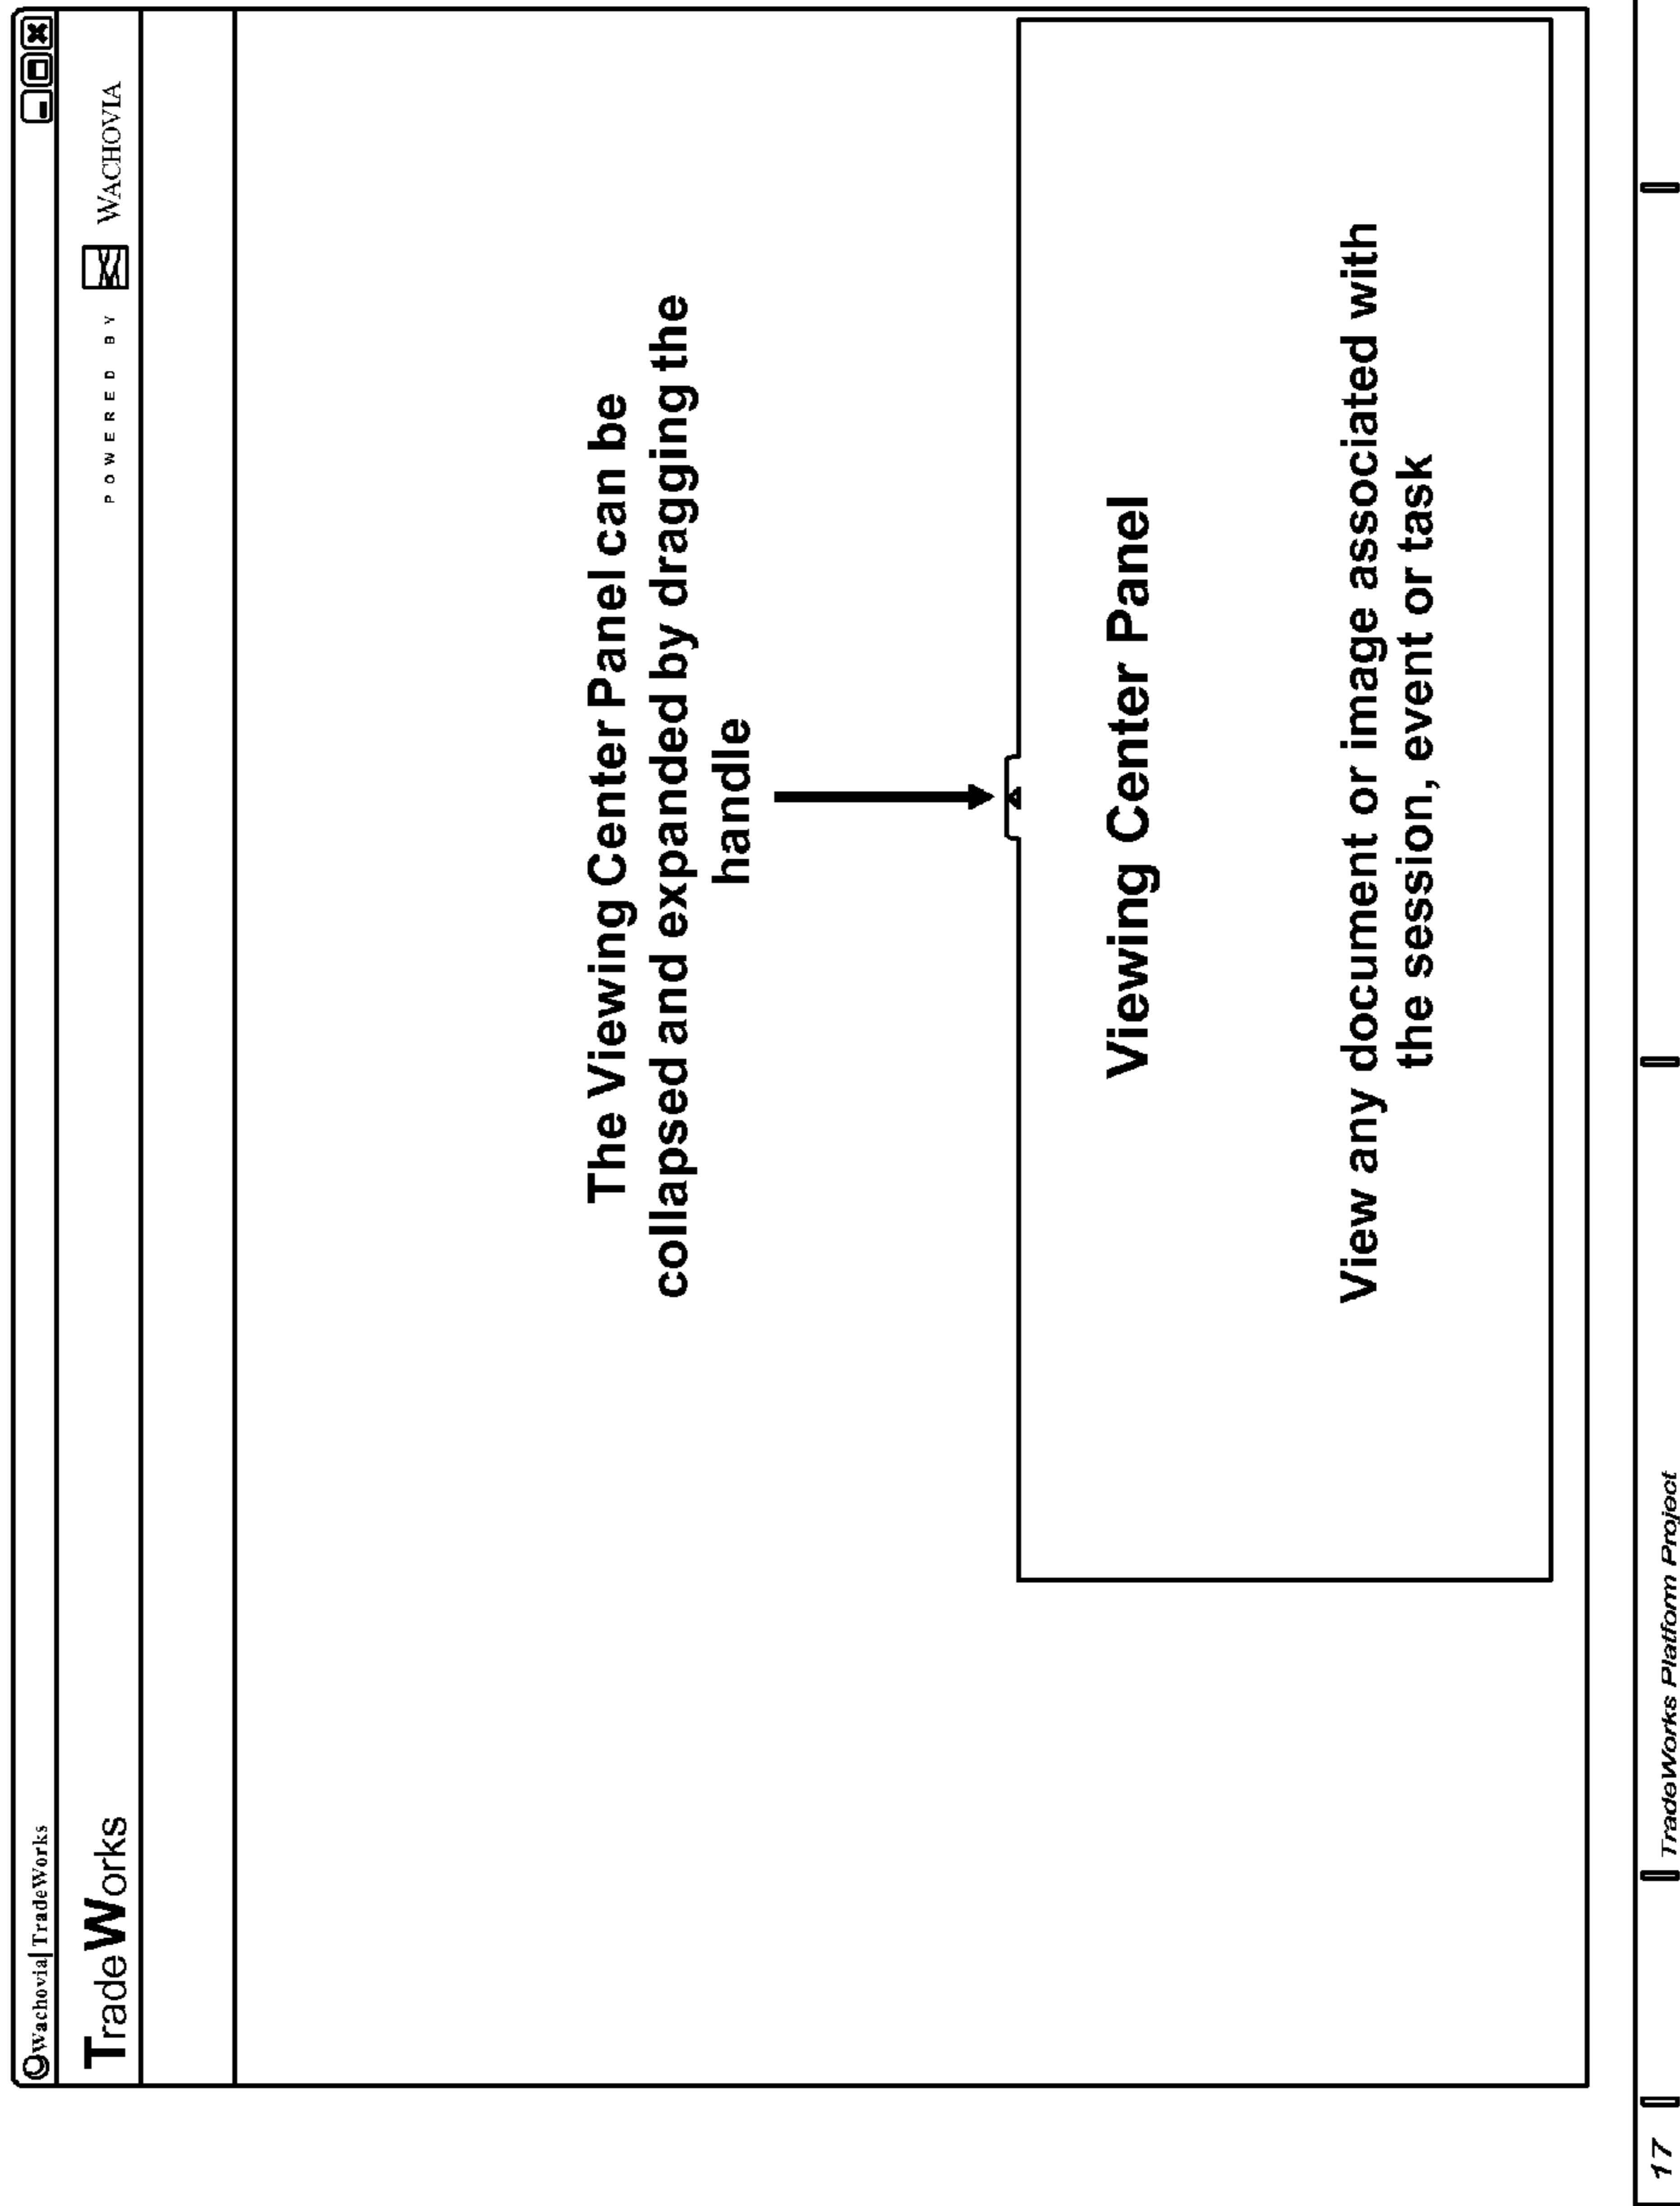 Wachovia| TradeWorks
TradeWorks
POWERED BY WACHOVIA
The Viewing Center Panel can be
collapsed and expanded by dragging the
handle
Viewing Center Panel
View any document or image associated with
the session, event or task
17 TradeWorks Platform Project